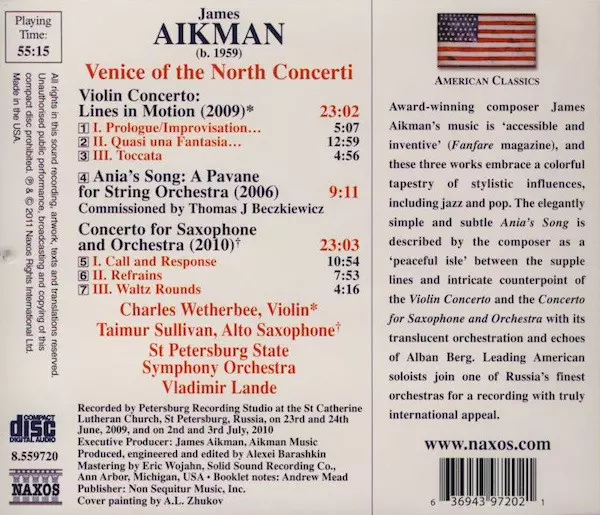 Playing
Time:
55:15
All rights in this sound recording, artwork, texts and translations reserved.
Unauthorised public performance, broadcasting and copying of this
compact disc prohibited. ℗ & © 2011 Naxos Rights International Ltd.
Made in the USA
COMPACT
disc
DIGITAL AUDIO
8.559720
NAXOS
James
AIKMAN
(b. 1959)
Venice of the North Concerti
Violin Concerto:
Lines in Motion (2009)* 23:02
1 I. Prologue/Improvisation… 5:07
2 II. Quasi una Fantasia… 12:59
3 III. Toccata 4:56
4 Ania's Song: A Pavane
for String Orchestra (2006) 9:11
Commissioned by Thomas J Beczkiewicz
Concerto for Saxophone
and Orchestra (2010)† 23:03
5 I. Call and Response 10:54
6 II. Refrains 7:53
7 III. Waltz Rounds 4:16
Charles Wetherbee, Violin*
Taimur Sullivan, Alto Saxophone†
St Petersburg State
Symphony Orchestra
Vladimir Lande
Recorded by Petersburg Recording Studio at the St Catherine
Lutheran Church, St Petersburg, Russia, on 23rd and 24th
June, 2009, and on 2nd and 3rd July, 2010
Executive Producer: James Aikman, Aikman Music
Produced, engineered and edited by Alexei Barashkin
Mastering by Eric Wojahn, Solid Sound Recording Co.,
Ann Arbor, Michigan, USA • Booklet notes: Andrew Mead
Publisher: Non Sequitur Music, Inc.
Cover painting by A.L. Zhukov
AMERICAN CLASSICS
Award-winning composer James
Aikman's music is 'accessible and
inventive' (Fanfare magazine), and
these three works embrace a colorful
tapestry of stylistic influences,
including jazz and pop. The elegantly
simple and subtle Ania's Song is
described by the composer as a
'peaceful isle' between the supple
lines and intricate counterpoint of
the Violin Concerto and the Concerto
for Saxophone and Orchestra with its
translucent orchestration and echoes
of Alban Berg. Leading American
soloists join one of Russia's finest
orchestras for a recording with truly
international appeal.
www.naxos.com
6 36943 97202 1